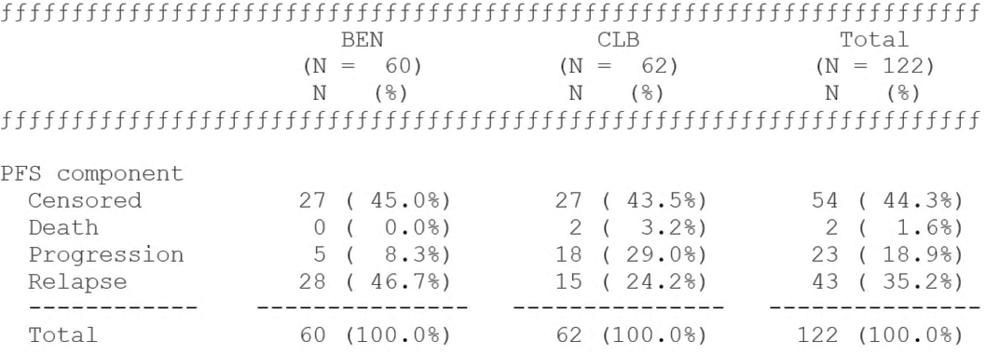 ƒƒƒƒƒƒƒƒƒƒƒƒƒƒƒƒƒƒƒƒƒƒƒƒƒƒƒƒƒƒƒƒƒƒƒƒƒƒƒƒƒƒƒƒƒƒƒƒƒƒƒƒƒƒƒƒƒƒƒƒƒƒƒƒƒƒƒƒƒ
BEN CLB Total
(N = 60) (N = 62) (N = 122)
N (%) N (%) N (%)
ƒƒƒƒƒƒƒƒƒƒƒƒƒƒƒƒƒƒƒƒƒƒƒƒƒƒƒƒƒƒƒƒƒƒƒƒƒƒƒƒƒƒƒƒƒƒƒƒƒƒƒƒƒƒƒƒƒƒƒƒƒƒƒƒƒƒƒƒƒ
PFS component
Censored 27 ( 45.0%) 27 ( 43.5%) 54 ( 44.3%)
Death 0 ( 0.0%) 2 ( 3.2%) 2 ( 1.6%)
Progression 5 ( 8.3%) 18 ( 29.0%) 23 ( 18.9%)
Relapse 28 ( 46.7%) 15 ( 24.2%) 43 ( 35.2%)
------------ --------------- --------------- ---------------
Total 60 (100.0%) 62 (100.0%) 122 (100.0%)